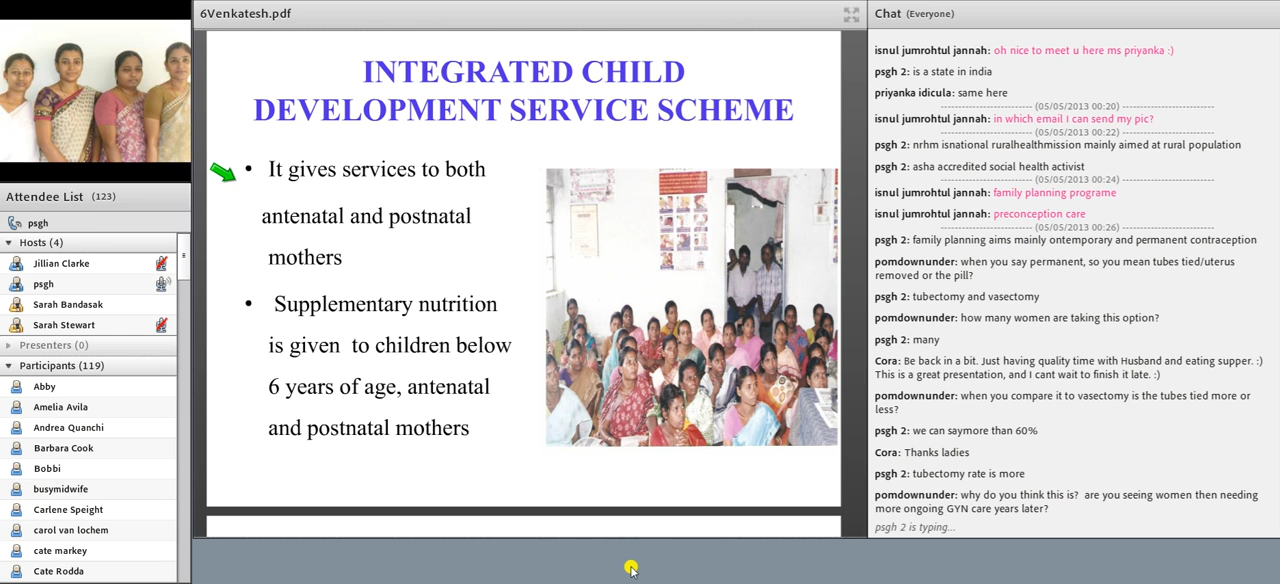 6Venkatesh.pdf
INTEGRATED CHILD
DEVELOPMENT SERVICE SCHEME
• It gives services to both
antenatal and postnatal
mothers
• Supplementary nutrition
is given to children below
6 years of age, antenatal
and postnatal mothers
Attendee List (123)
psgh
Hosts (4)
Jillian Clarke
psgh
Sarah Bandasak
Sarah Stewart
Presenters (0)
Participants (119)
Abby
Amelia Avila
Andrea Quanchi
Barbara Cook
Bobbi
busymidwife
Carlene Speight
carol van lochem
cate markey
Cate Rodda
Chat (Everyone)
isnul jumrohtul jannah: oh nice to meet u here ms priyanka :)
psgh 2: is a state in india
priyanka idicula: same here
------------------------- (05/05/2013 00:20) -------------------------
isnul jumrohtul jannah: in which email I can send my pic?
------------------------- (05/05/2013 00:22) -------------------------
psgh 2: nrhm isnational ruralhealthmission mainly aimed at rural population
psgh 2: asha accredited social health activist
------------------------- (05/05/2013 00:24) -------------------------
isnul jumrohtul jannah: family planning programe
isnul jumrohtul jannah: preconception care
------------------------- (05/05/2013 00:26) -------------------------
psgh 2: family planning aims mainly ontemporary and permanent contraception
pomdownunder: when you say permanent, so you mean tubes tied/uterus
removed or the pill?
psgh 2: tubectomy and vasectomy
pomdownunder: how many women are taking this option?
psgh 2: many
Cora: Be back in a bit. Just having quality time with Husband and eating supper. :)
This is a great presentation, and I cant wait to finish it late. :)
pomdownunder: when you compare it to vasectomy is the tubes tied more or
less?
psgh 2: we can saymore than 60%
Cora: Thanks ladies
psgh 2: tubectomy rate is more
pomdownunder: why do you think this is? are you seeing women then needing
more ongoing GYN care years later?
psgh 2 is typing...